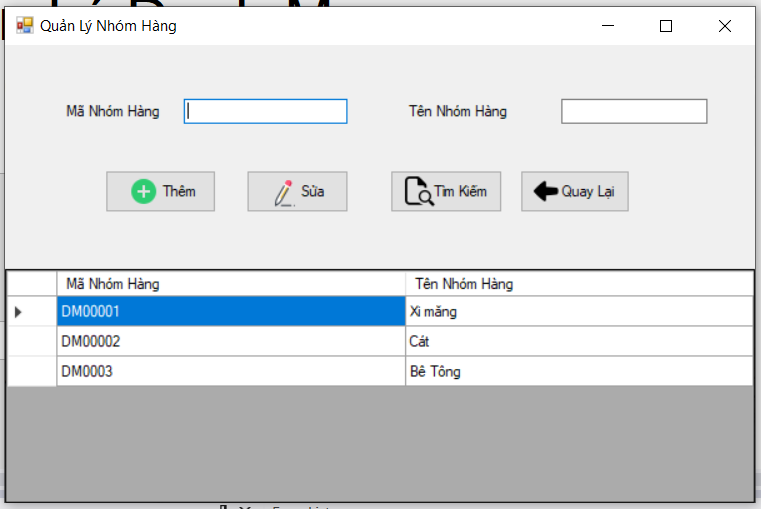 Quản Lý Nhóm Hàng
Mã Nhóm Hàng
Tên Nhóm Hàng
Thêm
Sửa
Tìm Kiếm
Quay Lại
Mã Nhóm Hàng Tên Nhóm Hàng
DM00001 Xi măng
DM00002 Cát
DM0003 Bê Tông